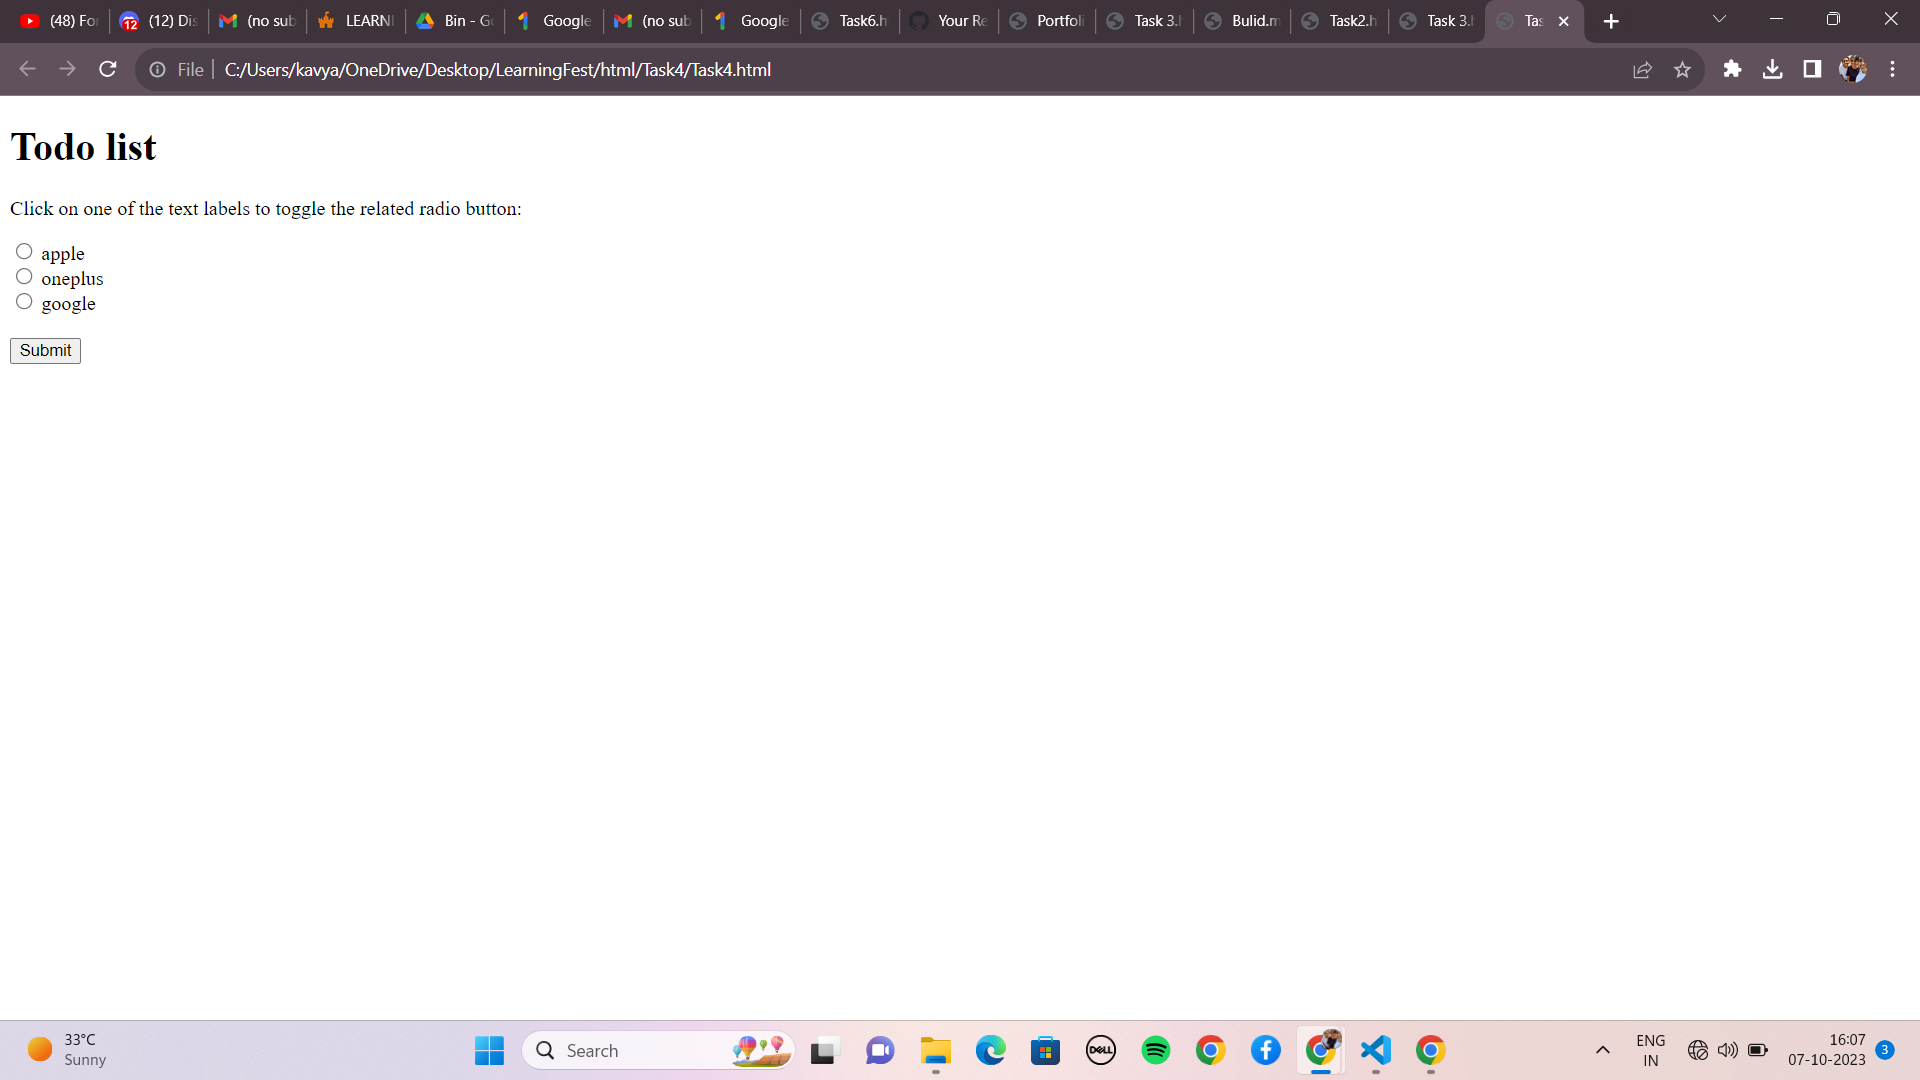 (48) For
(12) Dis
(no sub
LEARNI
Bin - Go
Google
(no sub
Google
Task6.h
Your Re
Portfoli
Task 3.h
Bulid.m
Task2.h
Task 3.h
Tas
File
C:/Users/kavya/OneDrive/Desktop/LearningFest/html/Task4/Task4.html
Todo list
Click on one of the text labels to toggle the related radio button:
apple
oneplus
google
Submit
33°C
Sunny
Search
DELL
ENG
IN
16:07
07-10-2023
3
12